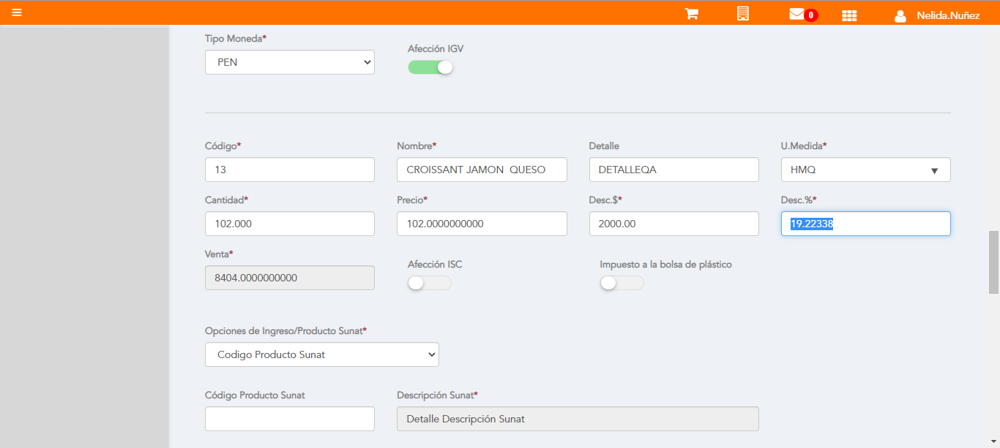 0
Nelida.Nuñez
Tipo Moneda*
Afección IGV
PEN
Código* Nombre* Detalle U.Medida*
13 CROISSANT JAMON  QUESO DETALLEQA HMQ
Cantidad* Precio* Desc.$* Desc.%*
102.000 102.0000000000 2000.00 19.22338
Venta*
Afección ISC Impuesto a la bolsa de plástico
8404.0000000000
Opciones de Ingreso/Producto Sunat*
Codigo Producto Sunat
Código Producto Sunat Descripción Sunat*
Detalle Descripción Sunat